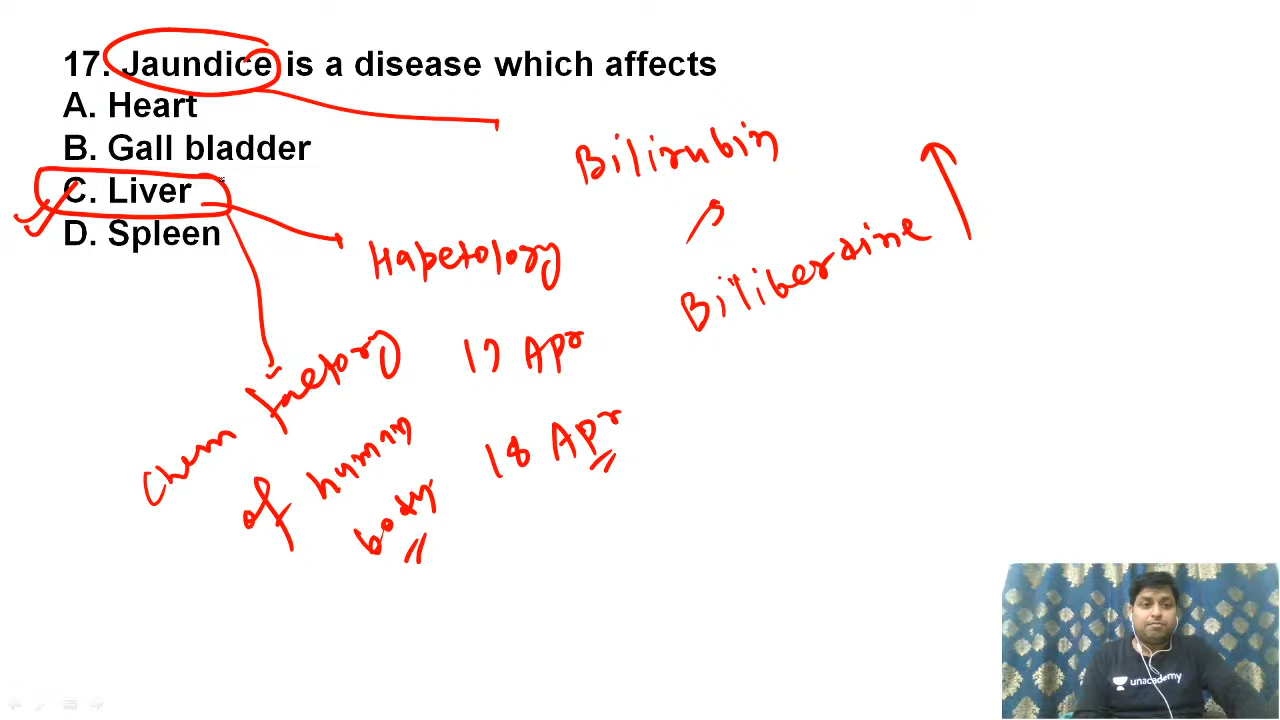 17. Jaundice is a disease which affects
A. Heart
B. Gall bladder
C. Liver
D. Spleen
Bilirubin
Biliberdine
Hapetology
17 Apr
18 Apr
Chem factory
of human
body
unacademy